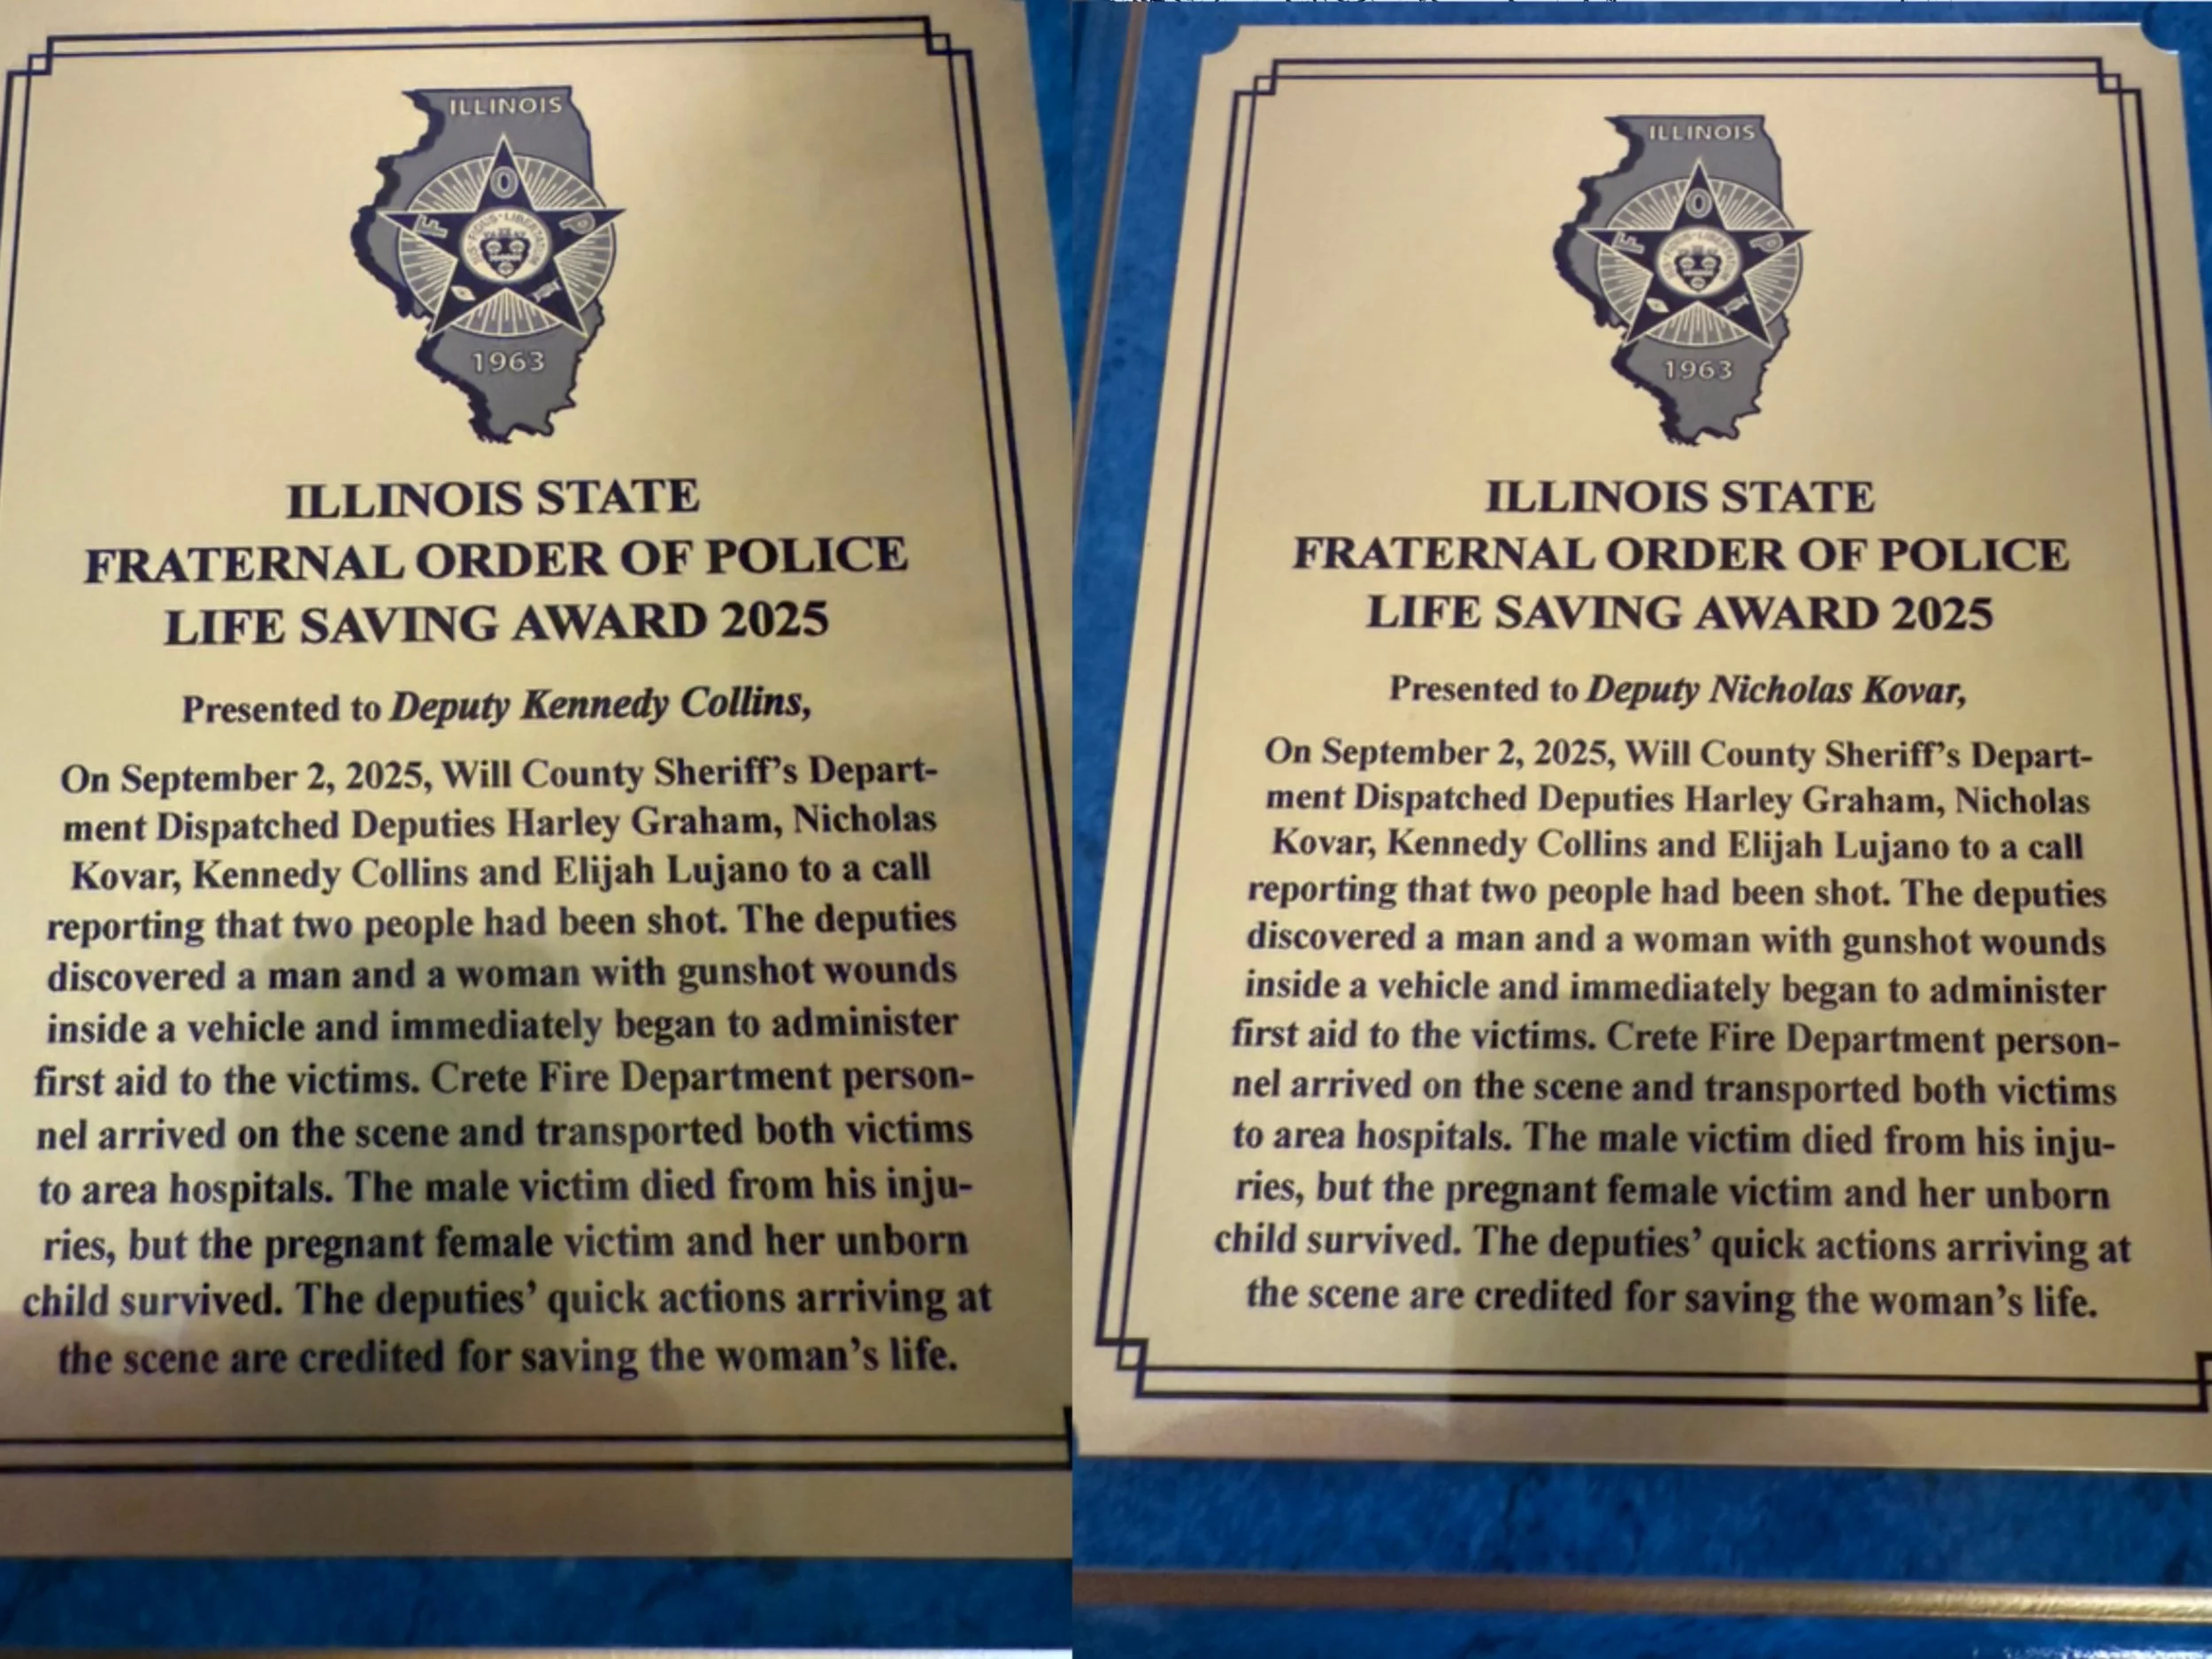 ILLINOIS
F O P
JUS • FIDUS • LIBERTATUM
1963
ILLINOIS STATE
FRATERNAL ORDER OF POLICE
LIFE SAVING AWARD 2025
Presented to Deputy Kennedy Collins,
On September 2, 2025, Will County Sheriff’s Depart-
ment Dispatched Deputies Harley Graham, Nicholas
Kovar, Kennedy Collins and Elijah Lujano to a call
reporting that two people had been shot. The deputies
discovered a man and a woman with gunshot wounds
inside a vehicle and immediately began to administer
first aid to the victims. Crete Fire Department person-
nel arrived on the scene and transported both victims
to area hospitals. The male victim died from his inju-
ries, but the pregnant female victim and her unborn
child survived. The deputies’ quick actions arriving at
the scene are credited for saving the woman’s life.
ILLINOIS
F O P
JUS • FIDUS • LIBERTATUM
1963
ILLINOIS STATE
FRATERNAL ORDER OF POLICE
LIFE SAVING AWARD 2025
Presented to Deputy Nicholas Kovar,
On September 2, 2025, Will County Sheriff’s Depart-
ment Dispatched Deputies Harley Graham, Nicholas
Kovar, Kennedy Collins and Elijah Lujano to a call
reporting that two people had been shot. The deputies
discovered a man and a woman with gunshot wounds
inside a vehicle and immediately began to administer
first aid to the victims. Crete Fire Department person-
nel arrived on the scene and transported both victims
to area hospitals. The male victim died from his inju-
ries, but the pregnant female victim and her unborn
child survived. The deputies’ quick actions arriving at
the scene are credited for saving the woman’s life.